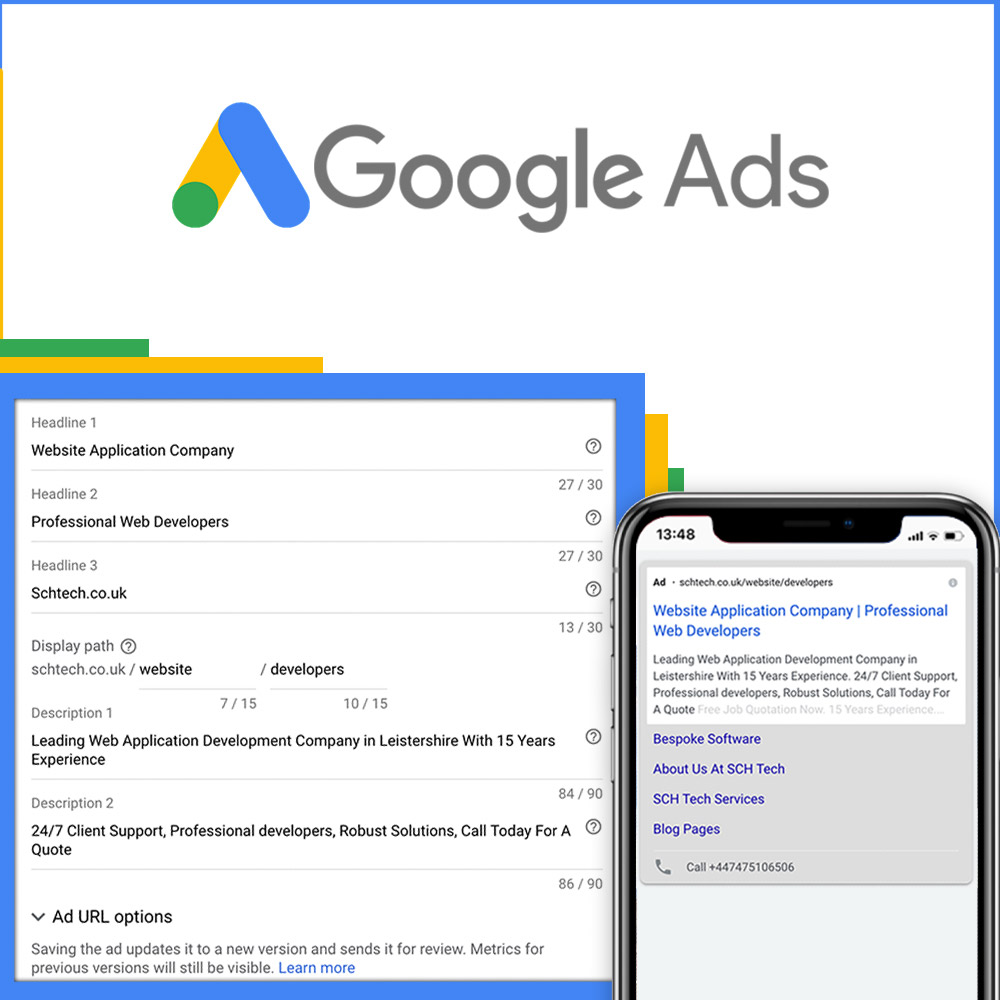 Google Ads
Headline 1
Website Application Company
27 / 30
Headline 2
Professional Web Developers
27 / 30
Headline 3
Schtech.co.uk
13 / 30
Display path
schtech.co.uk / website / developers
7 / 15 10 / 15
Description 1
Leading Web Application Development Company in Leistershire With 15 Years
Experience
84 / 90
Description 2
24/7 Client Support, Professional developers, Robust Solutions, Call Today For A
Quote
86 / 90
Ad URL options
Saving the ad updates it to a new version and sends it for review. Metrics for
previous versions will still be visible. Learn more
13:48
Ad · schtech.co.uk/website/developers
Website Application Company | Professional
Web Developers
Leading Web Application Development Company in
Leistershire With 15 Years Experience. 24/7 Client Support,
Professional developers, Robust Solutions, Call Today For
A Quote Free Job Quotation Now. 15 Years Experience...
Bespoke Software
About Us At SCH Tech
SCH Tech Services
Blog Pages
Call +447475106506